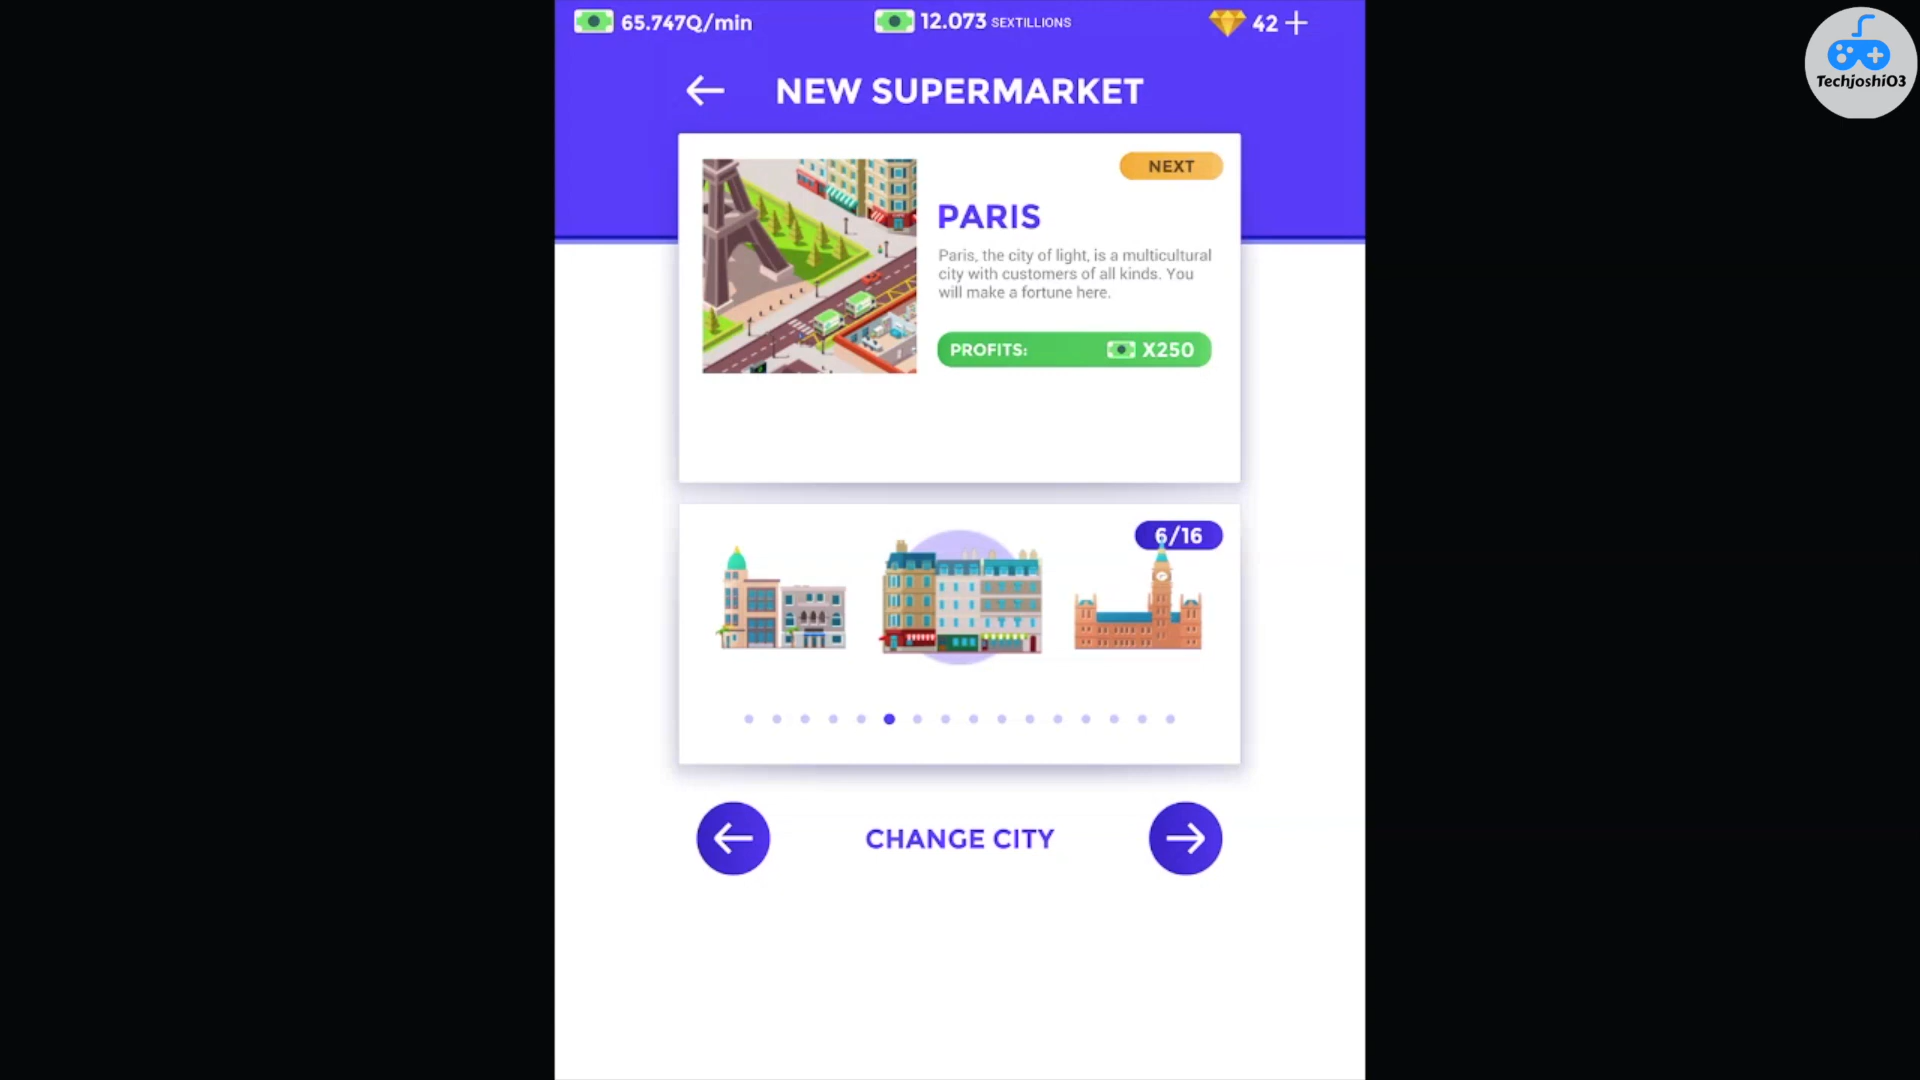 65.747Q/min
12.073 SEXTILLIONS
42
NEW SUPERMARKET
NEXT
PARIS
Paris, the city of light, is a multicultural
city with customers of all kinds. You
will make a fortune here.
PROFITS: X250
6/16
CHANGE CITY
Techjoshi03